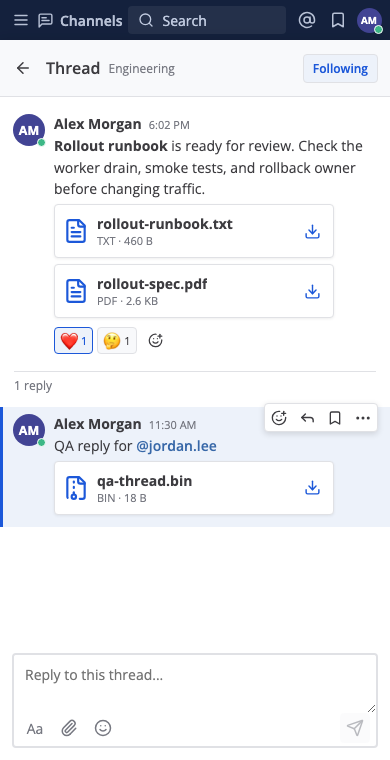 Channels
Search
AM
Thread
Engineering
Following
AM
Alex Morgan 6:02 PM
Rollout runbook is ready for review. Check the
worker drain, smoke tests, and rollback owner
before changing traffic.
rollout-runbook.txt
TXT · 460 B
rollout-spec.pdf
PDF · 2.6 KB
1
1
1 reply
AM
Alex Morgan 11:30 AM
QA reply for @jordan.lee
qa-thread.bin
BIN · 18 B
Reply to this thread...
Aa